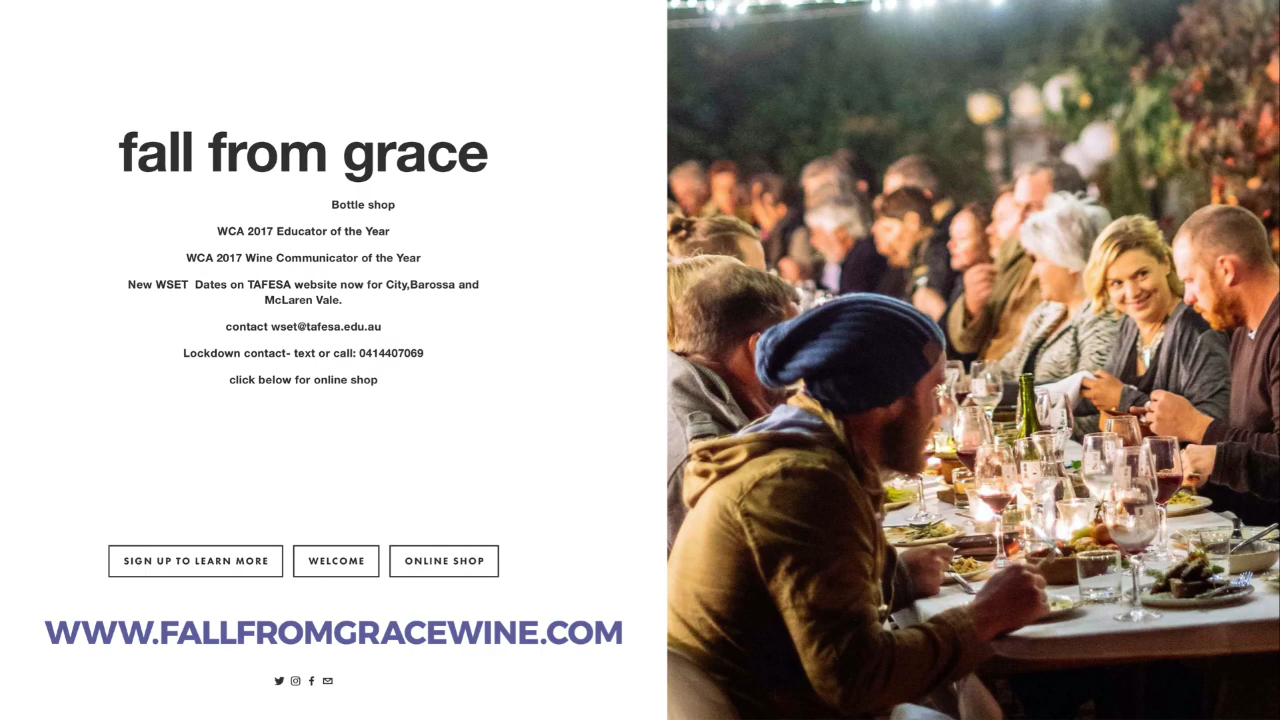 fall from grace
Bottle shop
WCA 2017 Educator of the Year
WCA 2017 Wine Communicator of the Year
New WSET  Dates on TAFESA website now for City,Barossa and
McLaren Vale.
contact wset@tafesa.edu.au
Lockdown contact- text or call: 0414407069
click below for online shop
SIGN UP TO LEARN MORE
WELCOME
ONLINE SHOP
WWW.FALLFROMGRACEWINE.COM